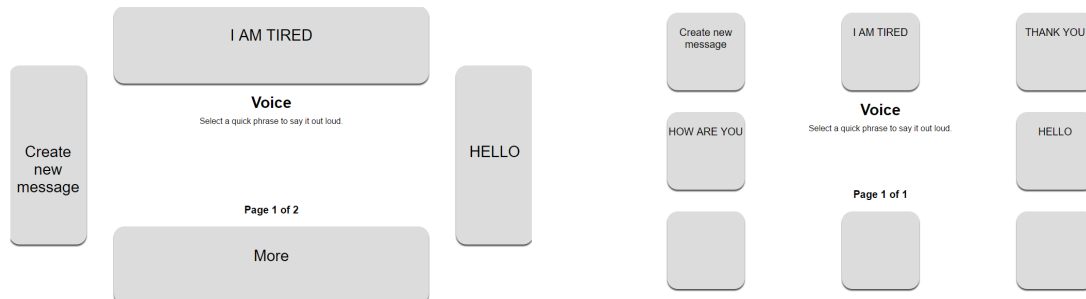 I AM TIRED
Voice
Select a quick phrase to say it out loud.
Create
new
message
HELLO
Page 1 of 2
More
Create new
message
I AM TIRED
THANK YOU
Voice
Select a quick phrase to say it out loud.
HOW ARE YOU
HELLO
Page 1 of 1